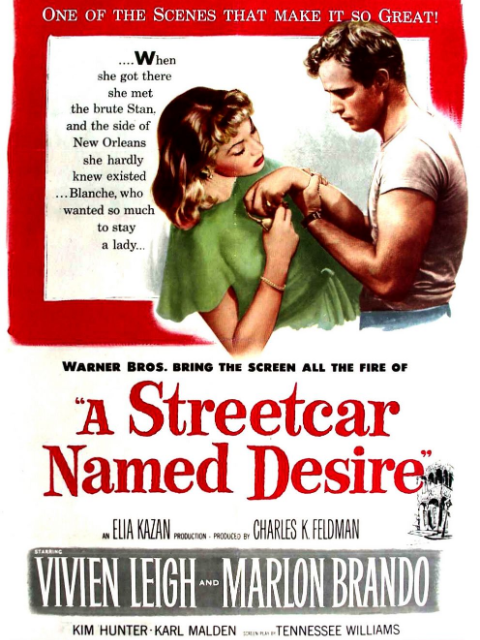 ONE OF THE SCENES THAT MAKE IT SO GREAT!
....When
she got there
she met
the brute Stan,
and the side of
New Orleans
she hardly
knew existed
...Blanche, who
wanted so much
to stay
a lady...
WARNER BROS. BRING THE SCREEN ALL THE FIRE OF
"A Streetcar
Named Desire"
AN ELIA KAZAN PRODUCTION · PRODUCED BY CHARLES K. FELDMAN
STARRING
VIVIEN LEIGH AND MARLON BRANDO
KIM HUNTER · KARL MALDEN SCREEN PLAY BY TENNESSEE WILLIAMS